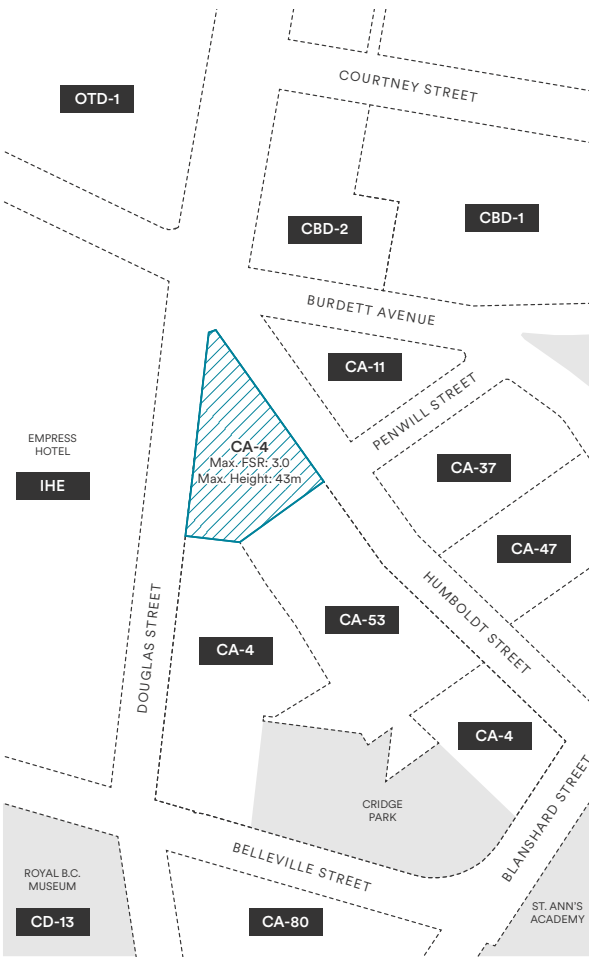 COURTNEY STREET
OTD-1
CBD-2
CBD-1
BURDETT AVENUE
CA-11
PENWILL STREET
EMPRESS
HOTEL
IHE
CA-4
Max. FSR: 3.0
Max. Height: 43m
CA-37
CA-47
HUMBOLDT STREET
DOUGLAS STREET
CA-53
CA-4
CA-4
CRIDGE
PARK
BLANSHARD STREET
BELLEVILLE STREET
ROYAL B.C.
MUSEUM
CD-13
CA-80
ST. ANN'S
ACADEMY